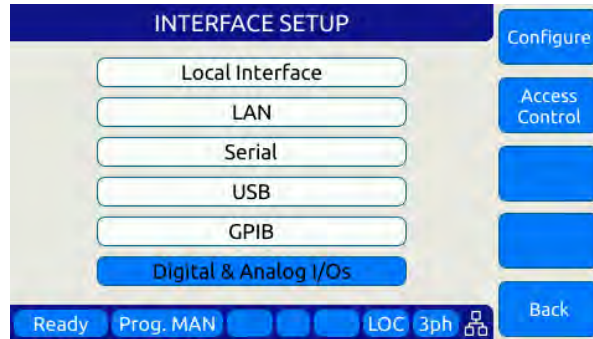 INTERFACE SETUP
Local Interface
LAN
Serial
USB
GPIB
Digital & Analog I/Os
Configure
Access
Control
Back
Ready Prog. MAN LOC 3ph